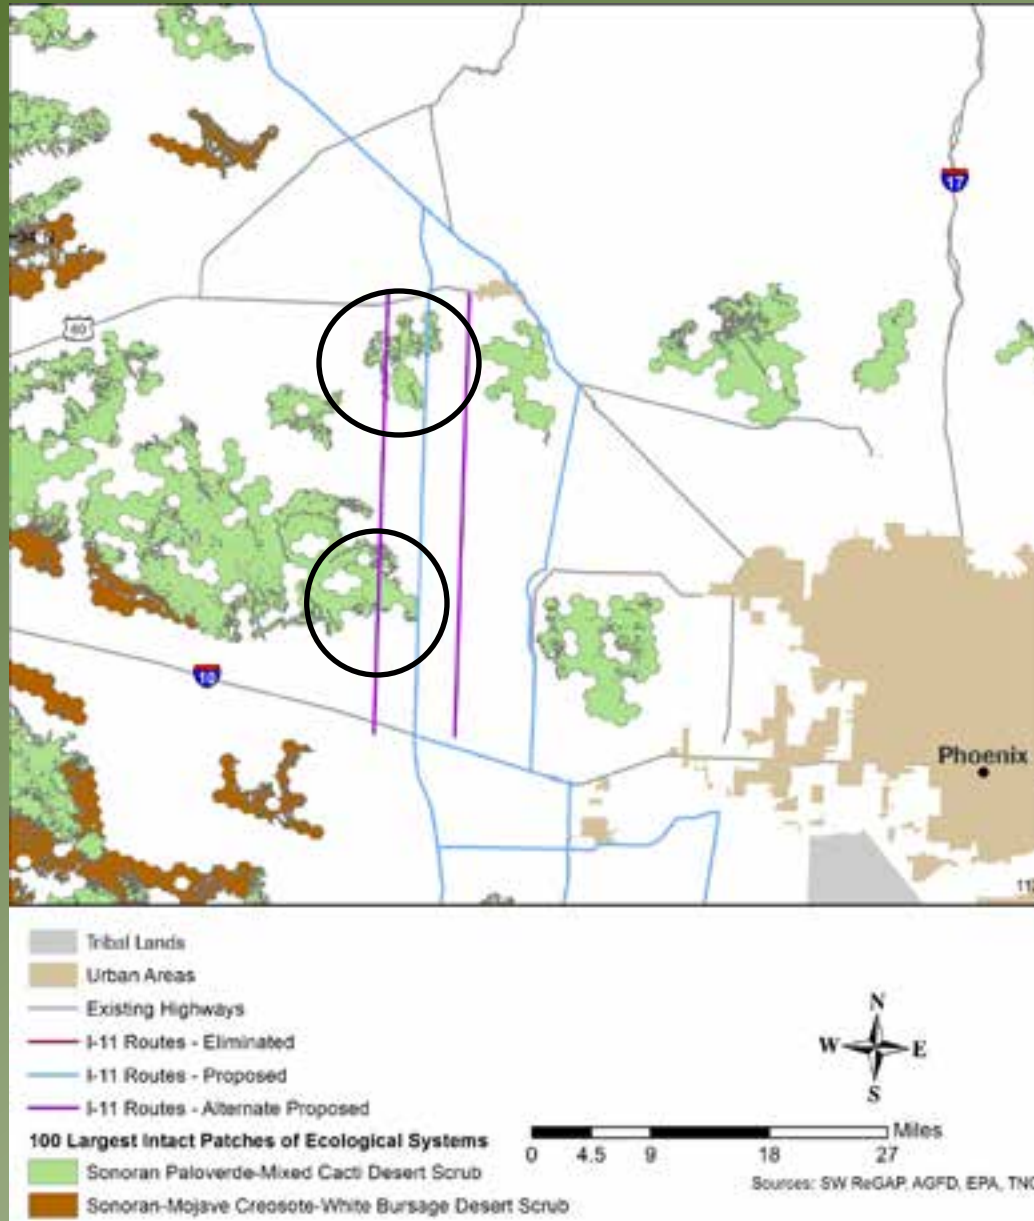 17
60
10
Phoenix
Tribal Lands
Urban Areas
Existing Highways
I-11 Routes - Eliminated
I-11 Routes - Proposed
I-11 Routes - Alternate Proposed
100 Largest Intact Patches of Ecological Systems
Sonoran Paloverde-Mixed Cacti Desert Scrub
Sonoran-Mojave Creosote-White Bursage Desert Scrub
N
W E
S
Miles
0 4.5 9 18 27
Sources: SW ReGAP, AGFD, EPA, TNC